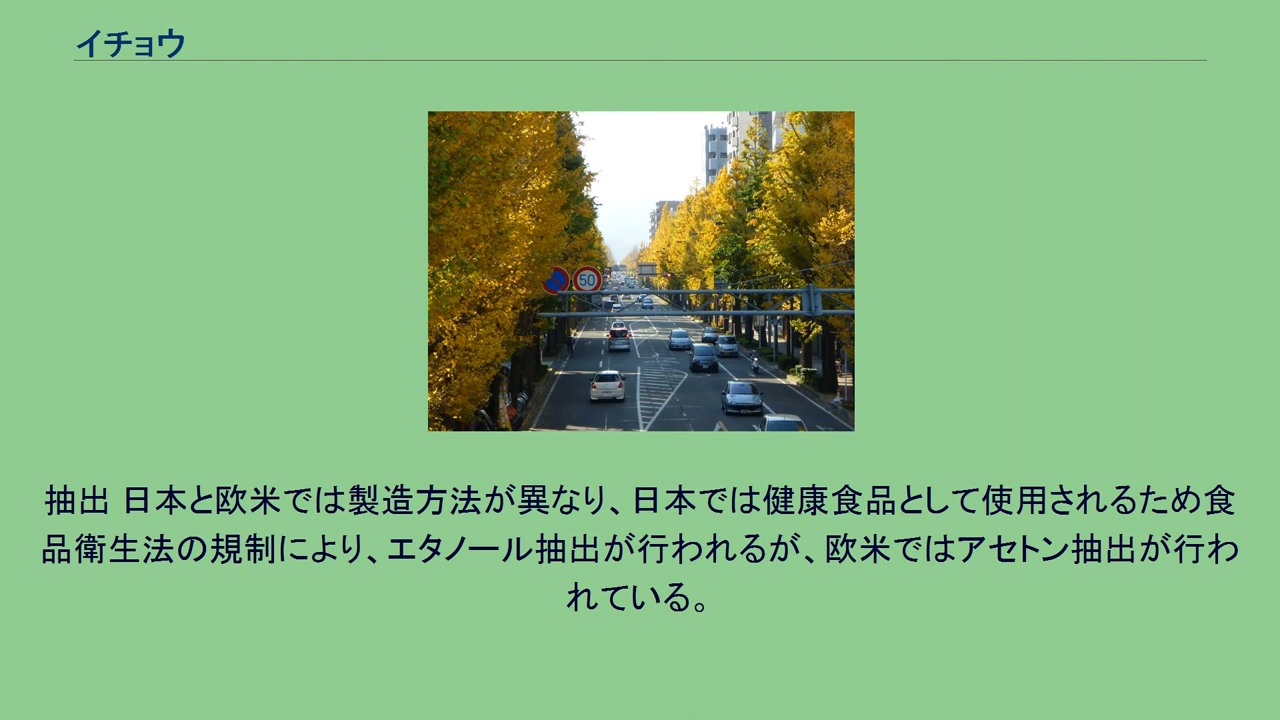 イチョウ
50
抽出 日本と欧米では製造方法が異なり、日本では健康食品として使用されるため食
品衛生法の規制により、エタノール抽出が行われるが、欧米ではアセトン抽出が行わ
れている。